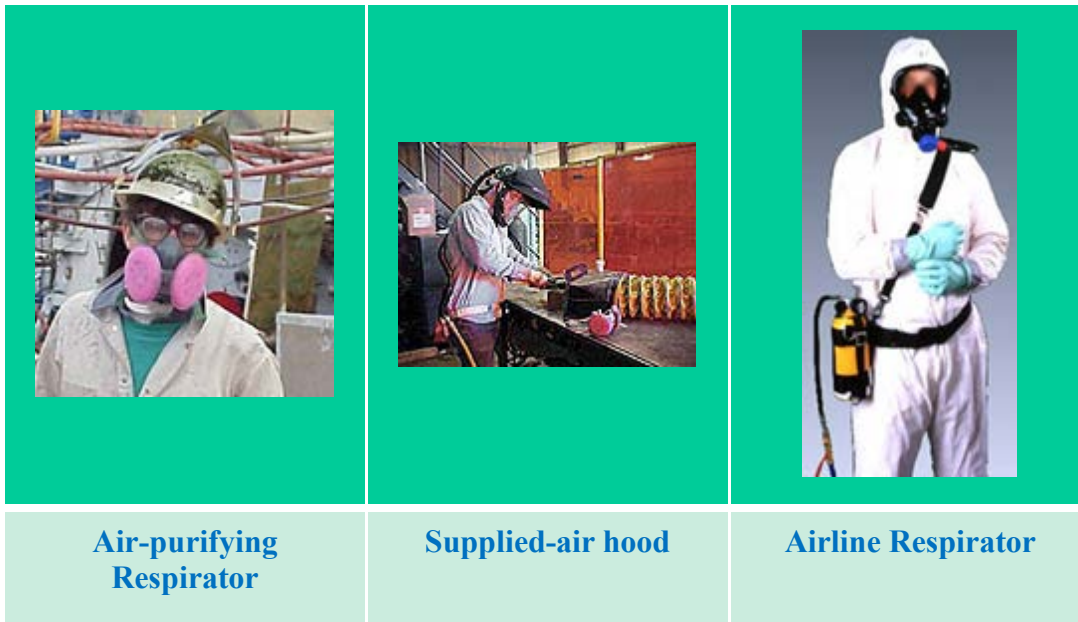 Air-purifying
Respirator
Supplied-air hood
Airline Respirator